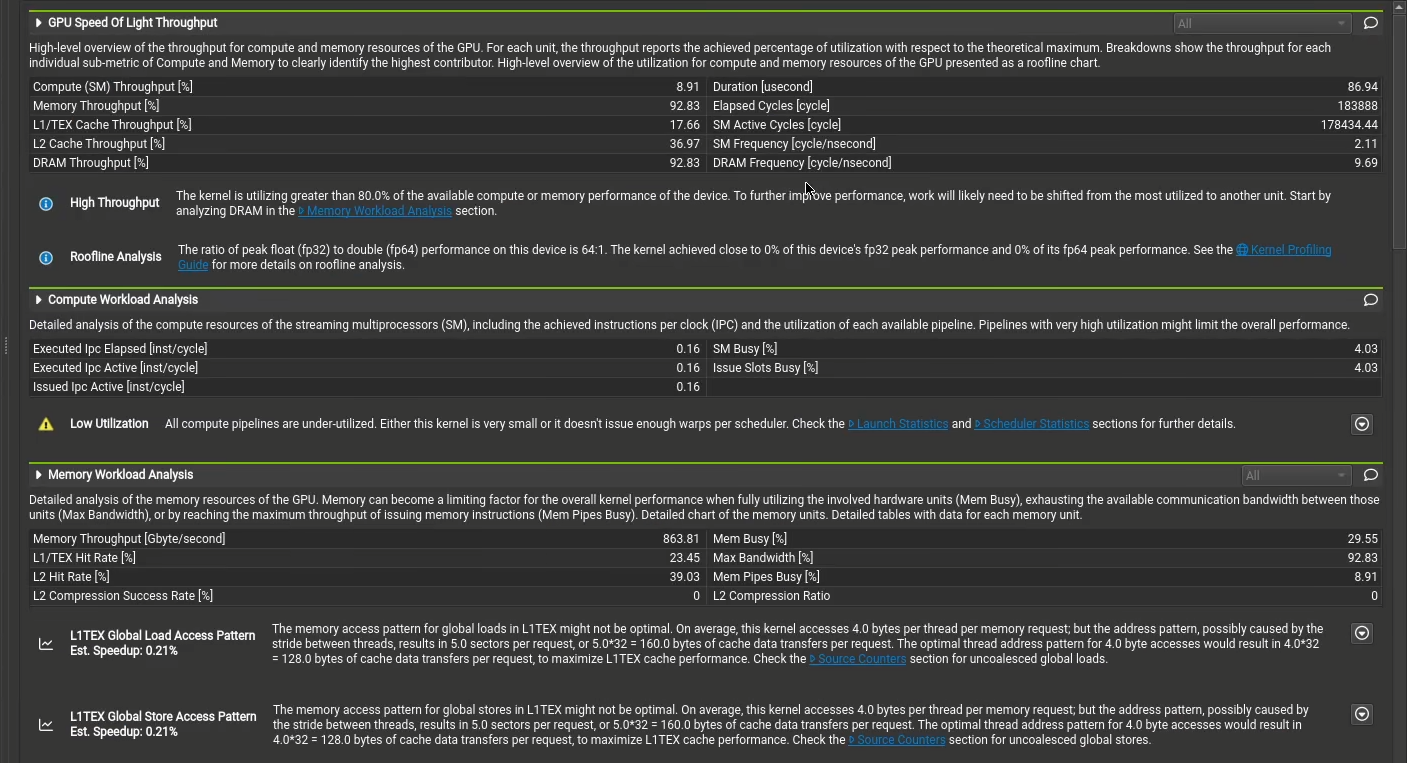 GPU Speed Of Light Throughput
All
High-level overview of the throughput for compute and memory resources of the GPU. For each unit, the throughput reports the achieved percentage of utilization with respect to the theoretical maximum. Breakdowns show the throughput for each
individual sub-metric of Compute and Memory to clearly identify the highest contributor. High-level overview of the utilization for compute and memory resources of the GPU presented as a roofline chart.
Compute (SM) Throughput [%] 8.91 Duration [usecond] 86.94
Memory Throughput [%] 92.83 Elapsed Cycles [cycle] 183888
L1/TEX Cache Throughput [%] 17.66 SM Active Cycles [cycle] 178434.44
L2 Cache Throughput [%] 36.97 SM Frequency [cycle/nsecond] 2.11
DRAM Throughput [%] 92.83 DRAM Frequency [cycle/nsecond] 9.69
High Throughput
The kernel is utilizing greater than 80.0% of the available compute or memory performance of the device. To further improve performance, work will likely need to be shifted from the most utilized to another unit. Start by
analyzing DRAM in the Memory Workload Analysis section.
Roofline Analysis
The ratio of peak float (fp32) to double (fp64) performance on this device is 64:1. The kernel achieved close to 0% of this device's fp32 peak performance and 0% of its fp64 peak performance. See the Kernel Profiling
Guide for more details on roofline analysis.
Compute Workload Analysis
Detailed analysis of the compute resources of the streaming multiprocessors (SM), including the achieved instructions per clock (IPC) and the utilization of each available pipeline. Pipelines with very high utilization might limit the overall performance.
Executed Ipc Elapsed [inst/cycle] 0.16 SM Busy [%] 4.03
Executed Ipc Active [inst/cycle] 0.16 Issue Slots Busy [%] 4.03
Issued Ipc Active [inst/cycle] 0.16
Low Utilization All compute pipelines are under-utilized. Either this kernel is very small or it doesn't issue enough warps per scheduler. Check the Launch Statistics and Scheduler Statistics sections for further details.
Memory Workload Analysis
All
Detailed analysis of the memory resources of the GPU. Memory can become a limiting factor for the overall kernel performance when fully utilizing the involved hardware units (Mem Busy), exhausting the available communication bandwidth between those
units (Max Bandwidth), or by reaching the maximum throughput of issuing memory instructions (Mem Pipes Busy). Detailed chart of the memory units. Detailed tables with data for each memory unit.
Memory Throughput [Gbyte/second] 863.81 Mem Busy [%] 29.55
L1/TEX Hit Rate [%] 23.45 Max Bandwidth [%] 92.83
L2 Hit Rate [%] 39.03 Mem Pipes Busy [%] 8.91
L2 Compression Success Rate [%] 0 L2 Compression Ratio 0
L1TEX Global Load Access Pattern
Est. Speedup: 0.21%
The memory access pattern for global loads in L1TEX might not be optimal. On average, this kernel accesses 4.0 bytes per thread per memory request; but the address pattern, possibly caused by the
stride between threads, results in 5.0 sectors per request, or 5.0*32 = 160.0 bytes of cache data transfers per request. The optimal thread address pattern for 4.0 byte accesses would result in 4.0*32
= 128.0 bytes of cache data transfers per request, to maximize L1TEX cache performance. Check the Source Counters section for uncoalesced global loads.
L1TEX Global Store Access Pattern
Est. Speedup: 0.21%
The memory access pattern for global stores in L1TEX might not be optimal. On average, this kernel accesses 4.0 bytes per thread per memory request; but the address pattern, possibly caused by
the stride between threads, results in 5.0 sectors per request, or 5.0*32 = 160.0 bytes of cache data transfers per request. The optimal thread address pattern for 4.0 byte accesses would result in
4.0*32 = 128.0 bytes of cache data transfers per request, to maximize L1TEX cache performance. Check the Source Counters section for uncoalesced global stores.